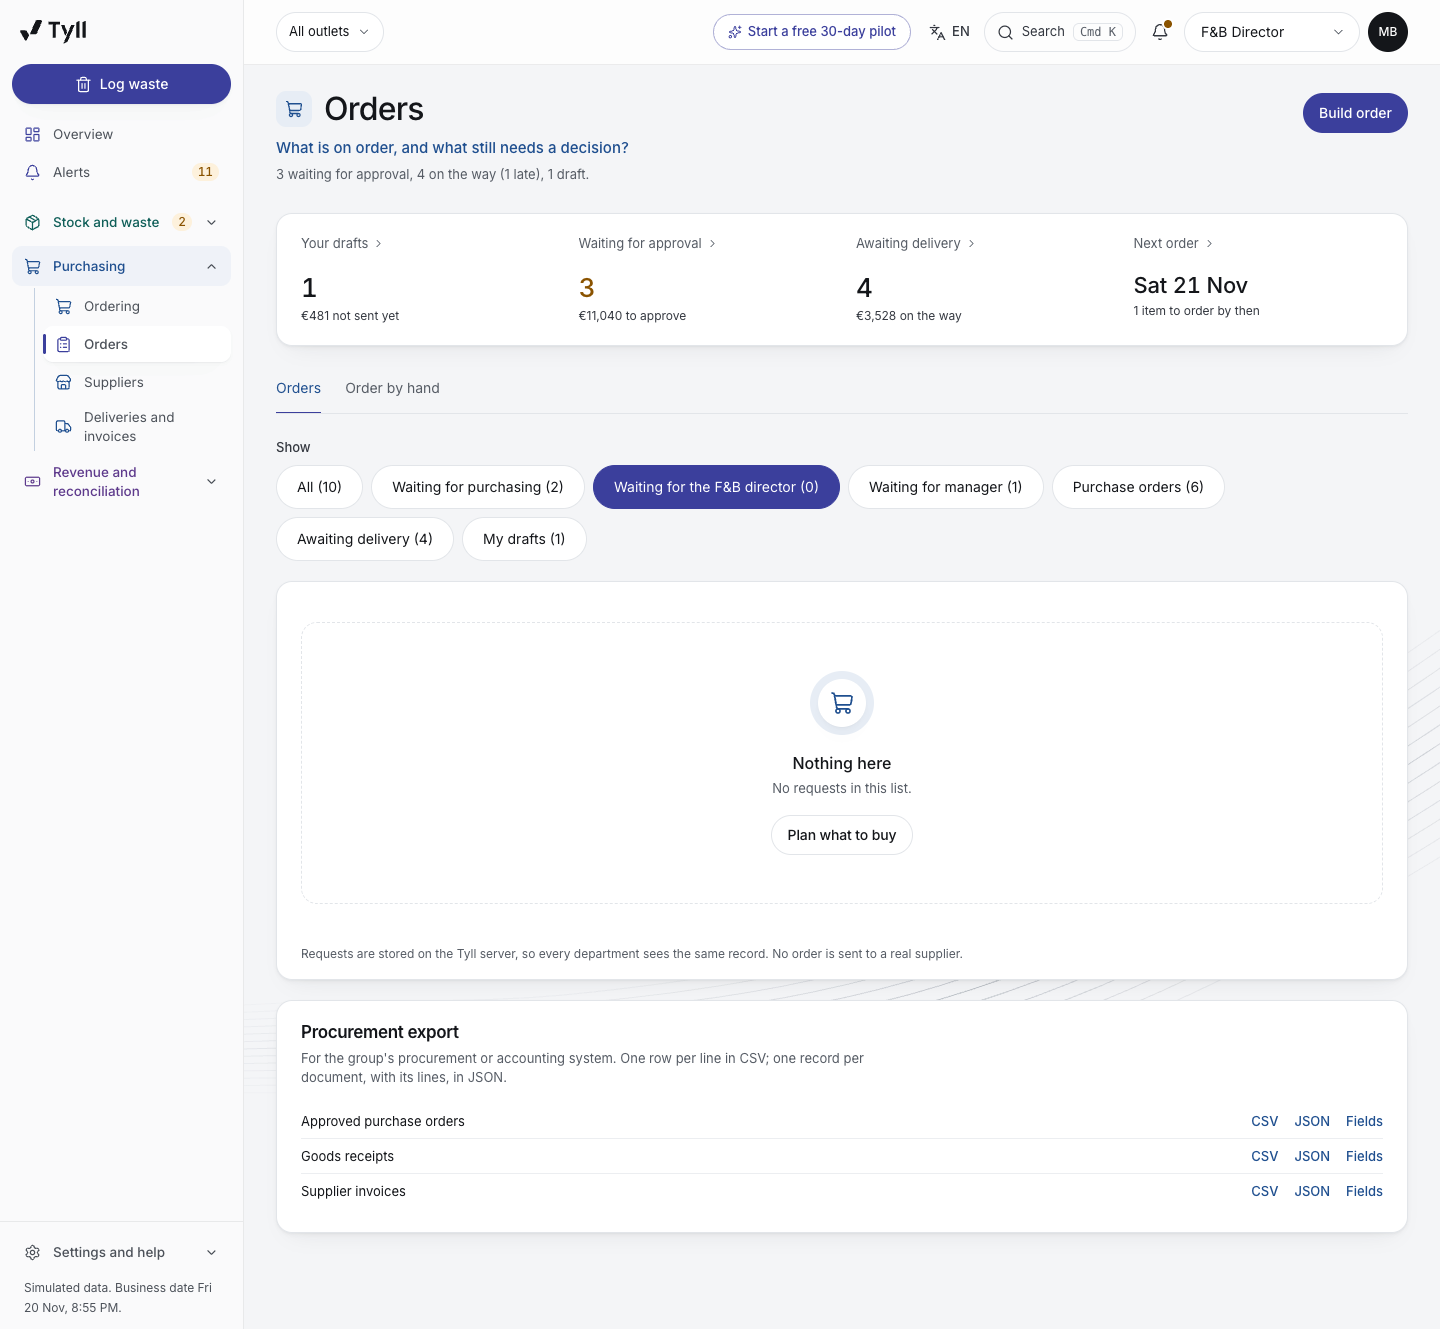 Tyll
All outlets
Start a free 30-day pilot
EN
Search
Cmd K
F&B Director
MB
Log waste
Overview
Alerts
11
Stock and waste
2
Purchasing
Ordering
Orders
Suppliers
Deliveries and
invoices
Revenue and
reconciliation
Settings and help
Simulated data. Business date Fri
20 Nov, 8:55 PM.
Orders
Build order
What is on order, and what still needs a decision?
3 waiting for approval, 4 on the way (1 late), 1 draft.
Your drafts
1
€481 not sent yet
Waiting for approval
3
€11,040 to approve
Awaiting delivery
4
€3,528 on the way
Next order
Sat 21 Nov
1 item to order by then
Orders
Order by hand
Show
All (10)
Waiting for purchasing (2)
Waiting for the F&B director (0)
Waiting for manager (1)
Purchase orders (6)
Awaiting delivery (4)
My drafts (1)
Nothing here
No requests in this list.
Plan what to buy
Requests are stored on the Tyll server, so every department sees the same record. No order is sent to a real supplier.
Procurement export
For the group's procurement or accounting system. One row per line in CSV; one record per
document, with its lines, in JSON.
Approved purchase orders
CSV JSON Fields
Goods receipts
CSV JSON Fields
Supplier invoices
CSV JSON Fields